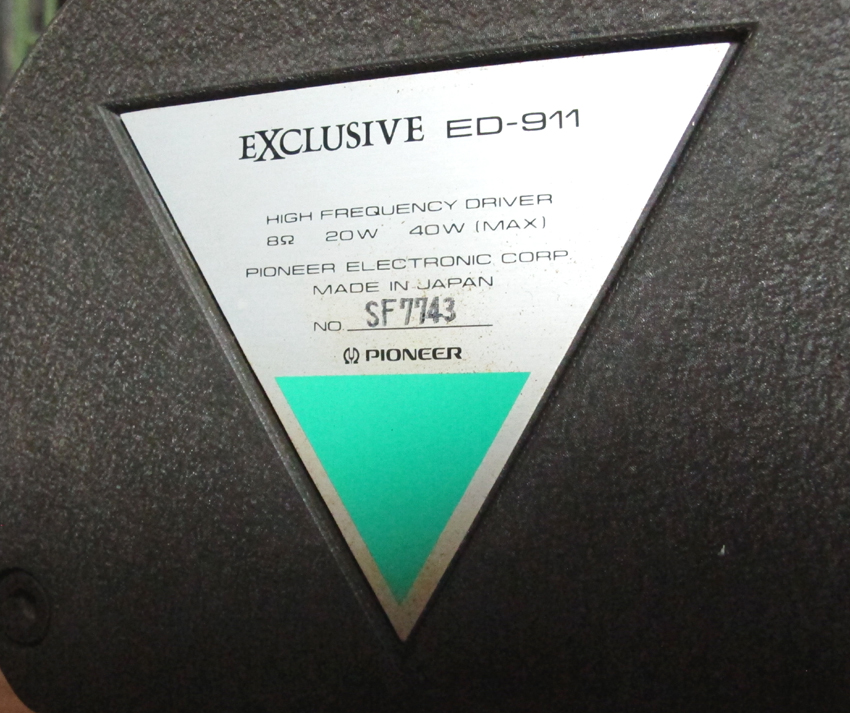 EXCLUSIVE ED-911
HIGH FREQUENCY DRIVER
8Ω 20W 40W (MAX)
PIONEER ELECTRONIC CORP.
MADE IN JAPAN
NO. SF7743
PIONEER